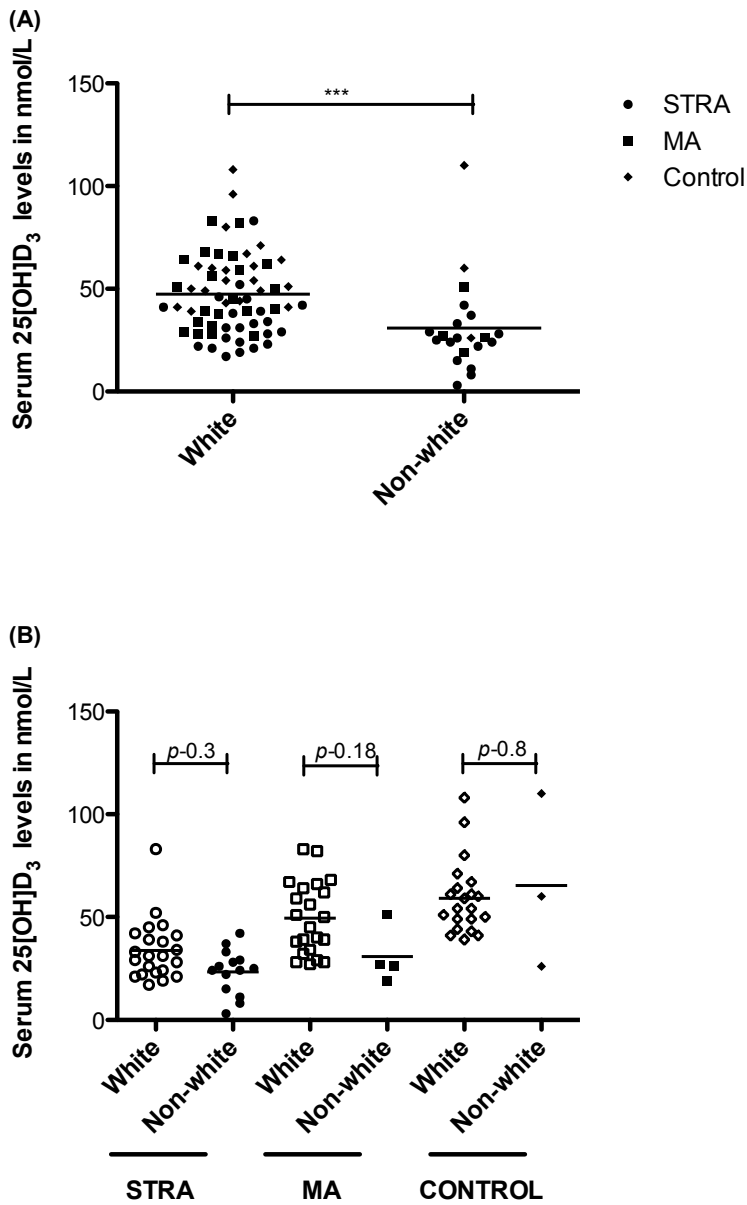 (A)
Serum 25[OH]D3 levels in nmol/L
150
100
50
0
***
White
Non-white
STRA
MA
Control
(B)
Serum 25[OH]D3 levels in nmol/L
150
100
50
0
p-0.3
p-0.18
p-0.8
White
Non-white
White
Non-white
White
Non-white
STRA
MA
CONTROL